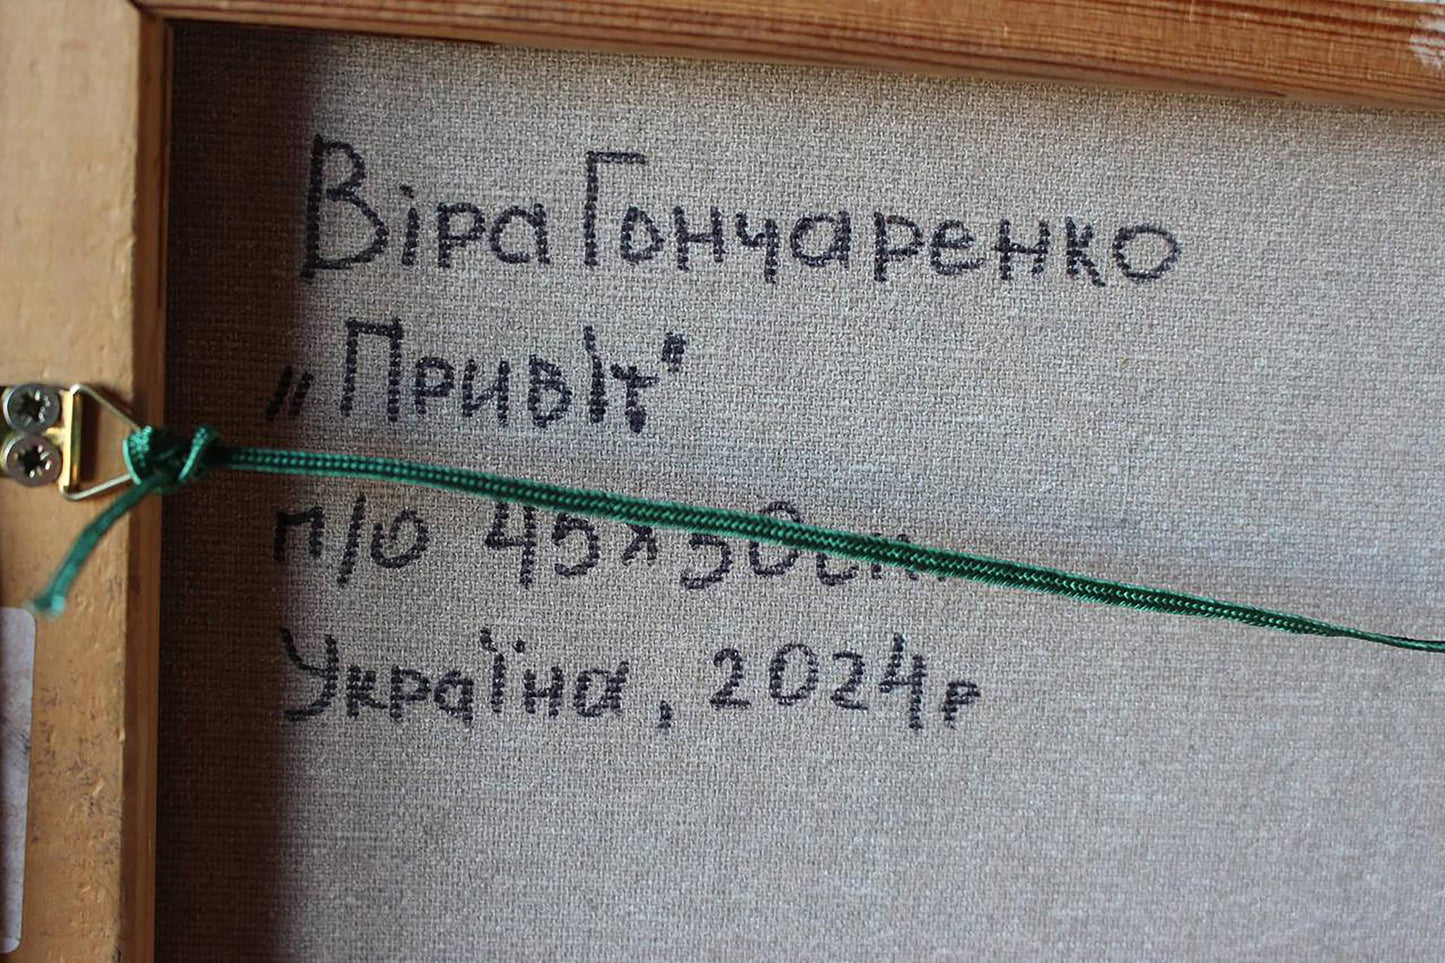 Віра Гончаренко
„Привіт"
п/о 45х50см.
Україна, 2024р